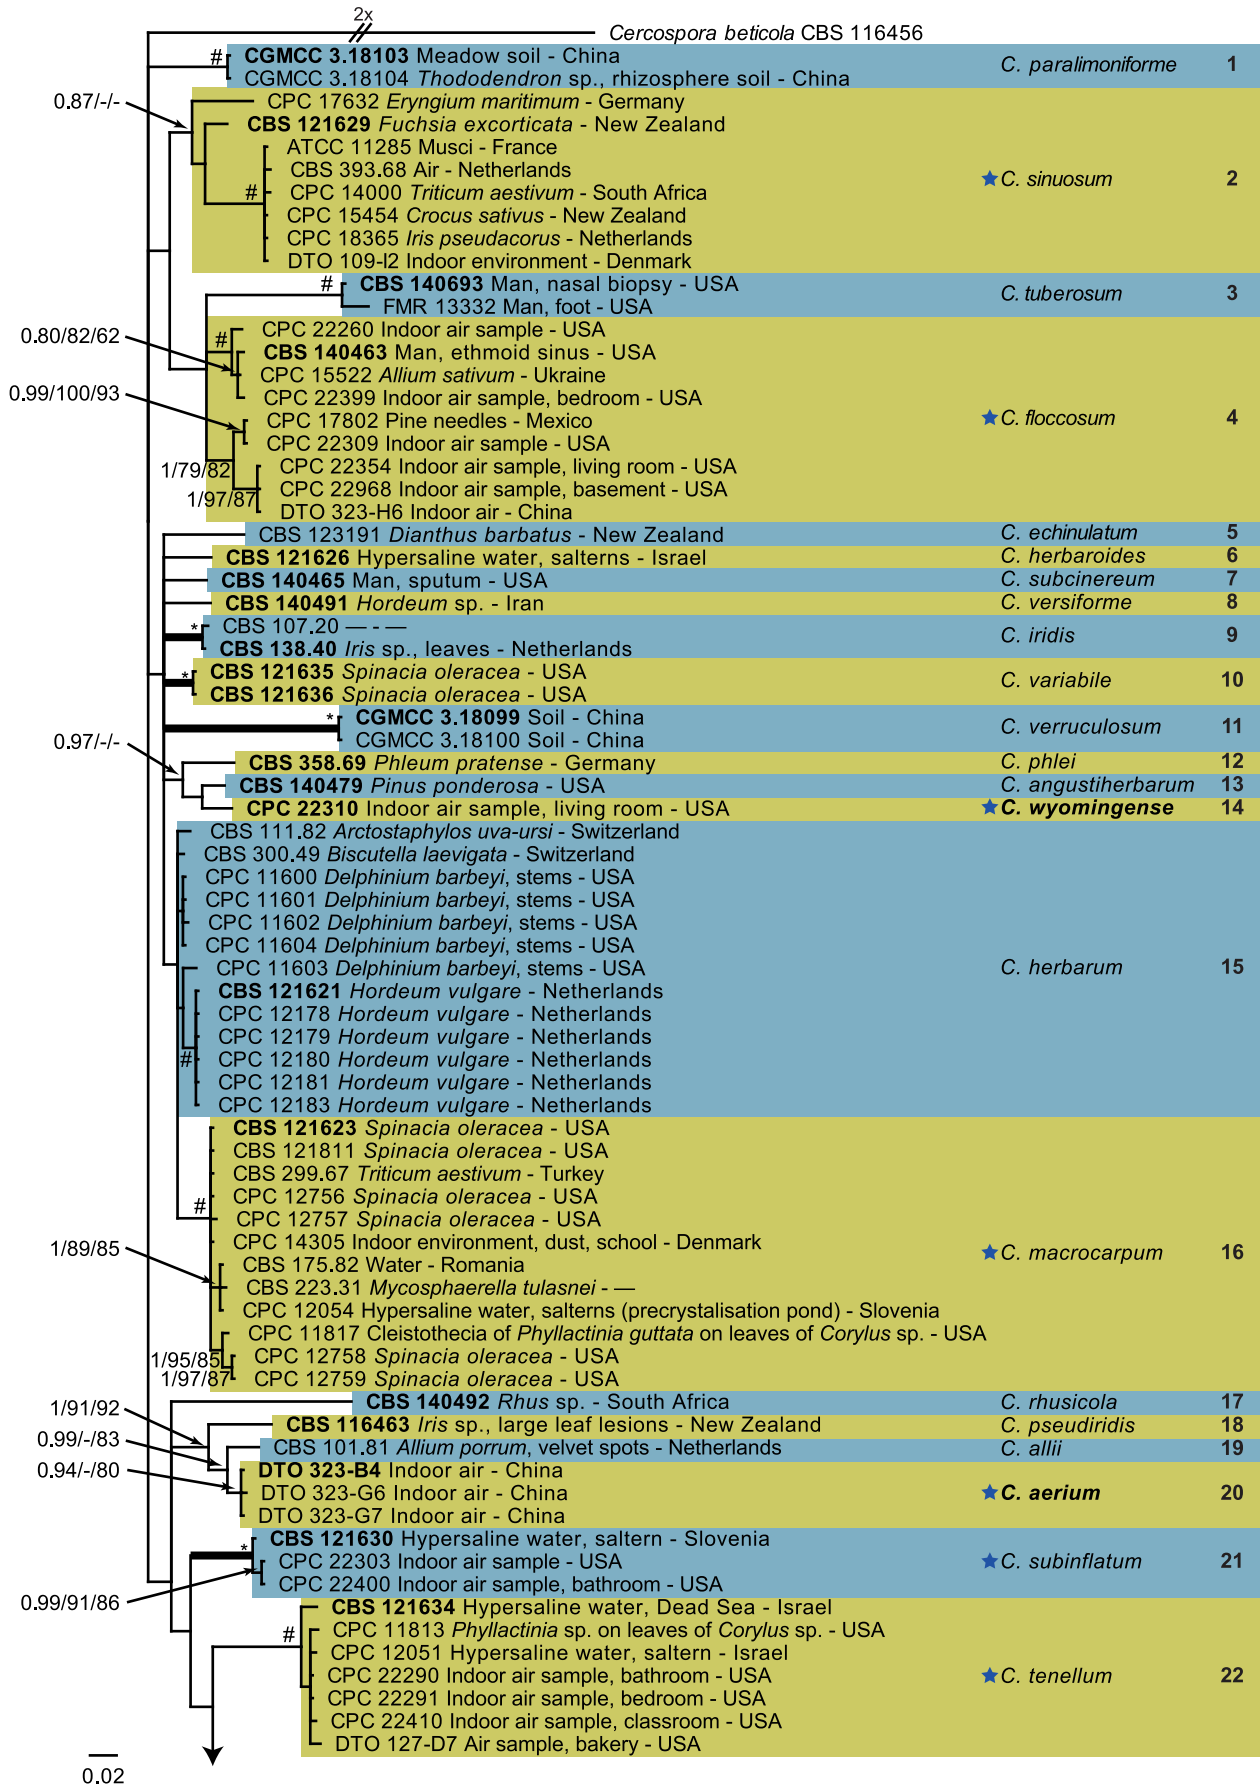 2x
Cercospora beticola CBS 116456
# CGMCC 3.18103 Meadow soil - China
CGMCC 3.18104 Thododendron sp., rhizosphere soil - China
C. paralimoniforme 1
0.87/-/-
CPC 17632 Eryngium maritimum - Germany
CBS 121629 Fuchsia excorticata - New Zealand
ATCC 11285 Musci - France
CBS 393.68 Air - Netherlands
# CPC 14000 Triticum aestivum - South Africa
CPC 15454 Crocus sativus - New Zealand
CPC 18365 Iris pseudacorus - Netherlands
DTO 109-I2 Indoor environment - Denmark
★ C. sinuosum 2
# CBS 140693 Man, nasal biopsy - USA
FMR 13332 Man, foot - USA
C. tuberosum 3
0.80/82/62
0.99/100/93
# CPC 22260 Indoor air sample - USA
CBS 140463 Man, ethmoid sinus - USA
CPC 15522 Allium sativum - Ukraine
CPC 22399 Indoor air sample, bedroom - USA
CPC 17802 Pine needles - Mexico
CPC 22309 Indoor air sample - USA
1/79/82
CPC 22354 Indoor air sample, living room - USA
1/97/87
CPC 22968 Indoor air sample, basement - USA
DTO 323-H6 Indoor air - China
★ C. floccosum 4
CBS 123191 Dianthus barbatus - New Zealand C. echinulatum 5
CBS 121626 Hypersaline water, salterns - Israel C. herbaroides 6
CBS 140465 Man, sputum - USA C. subcinereum 7
CBS 140491 Hordeum sp. - Iran C. versiforme 8
* CBS 107.20 — - —
CBS 138.40 Iris sp., leaves - Netherlands
C. iridis 9
* CBS 121635 Spinacia oleracea - USA
CBS 121636 Spinacia oleracea - USA
C. variabile 10
* CGMCC 3.18099 Soil - China
CGMCC 3.18100 Soil - China
C. verruculosum 11
0.97/-/-
CBS 358.69 Phleum pratense - Germany C. phlei 12
CBS 140479 Pinus ponderosa - USA C. angustiherbarum 13
CPC 22310 Indoor air sample, living room - USA ★ C. wyomingense 14
CBS 111.82 Arctostaphylos uva-ursi - Switzerland
CBS 300.49 Biscutella laevigata - Switzerland
CPC 11600 Delphinium barbeyi, stems - USA
CPC 11601 Delphinium barbeyi, stems - USA
CPC 11602 Delphinium barbeyi, stems - USA
CPC 11604 Delphinium barbeyi, stems - USA
CPC 11603 Delphinium barbeyi, stems - USA
CBS 121621 Hordeum vulgare - Netherlands
CPC 12178 Hordeum vulgare - Netherlands
CPC 12179 Hordeum vulgare - Netherlands
# CPC 12180 Hordeum vulgare - Netherlands
CPC 12181 Hordeum vulgare - Netherlands
CPC 12183 Hordeum vulgare - Netherlands
C. herbarum 15
CBS 121623 Spinacia oleracea - USA
CBS 121811 Spinacia oleracea - USA
CBS 299.67 Triticum aestivum - Turkey
# CPC 12756 Spinacia oleracea - USA
CPC 12757 Spinacia oleracea - USA
CPC 14305 Indoor environment, dust, school - Denmark
1/89/85
CBS 175.82 Water - Romania
CBS 223.31 Mycosphaerella tulasnei - —
CPC 12054 Hypersaline water, salterns (precrystalisation pond) - Slovenia
CPC 11817 Cleistothecia of Phyllactinia guttata on leaves of Corylus sp. - USA
1/95/85
CPC 12758 Spinacia oleracea - USA
1/97/87
CPC 12759 Spinacia oleracea - USA
★ C. macrocarpum 16
1/91/92
0.99/-/83
0.94/-/80
CBS 140492 Rhus sp. - South Africa C. rhusicola 17
CBS 116463 Iris sp., large leaf lesions - New Zealand C. pseudiridis 18
CBS 101.81 Allium porrum, velvet spots - Netherlands C. allii 19
DTO 323-B4 Indoor air - China
DTO 323-G6 Indoor air - China
DTO 323-G7 Indoor air - China
★ C. aerium 20
* CBS 121630 Hypersaline water, saltern - Slovenia
CPC 22303 Indoor air sample - USA
CPC 22400 Indoor air sample, bathroom - USA
★ C. subinflatum 21
0.99/91/86
CBS 121634 Hypersaline water, Dead Sea - Israel
# CPC 11813 Phyllactinia sp. on leaves of Corylus sp. - USA
CPC 12051 Hypersaline water, saltern - Israel
CPC 22290 Indoor air sample, bathroom - USA
CPC 22291 Indoor air sample, bedroom - USA
CPC 22410 Indoor air sample, classroom - USA
DTO 127-D7 Air sample, bakery - USA
★ C. tenellum 22
0.02